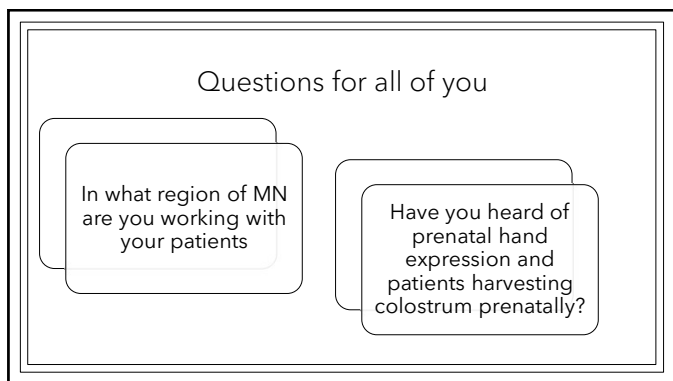 Questions for all of you
In what region of MN
are you working with
your patients
Have you heard of
prenatal hand
expression and
patients harvesting
colostrum prenatally?